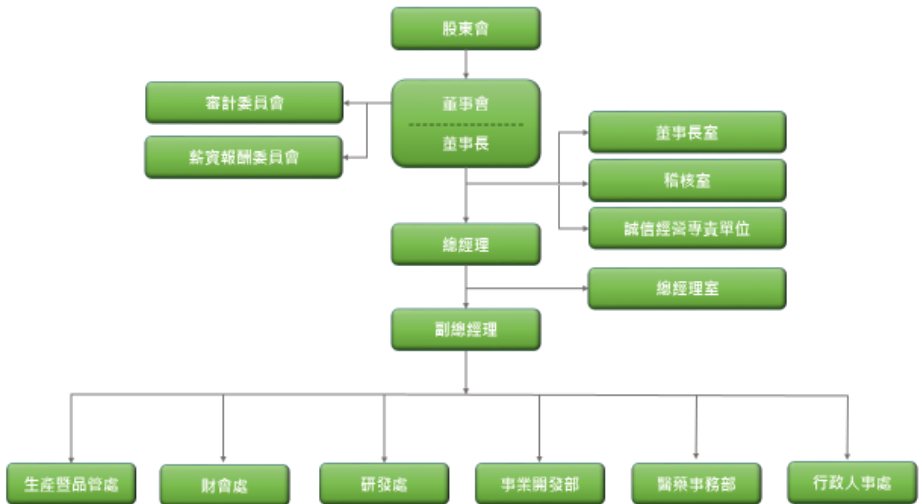 股東會
審計委員會
薪資報酬委員會
董事會
董事長
董事長室
稽核室
誠信經營專責單位
總經理
總經理室
副總經理
生產暨品管處
財會處
研發處
事業開發部
醫藥事務部
行政人事處